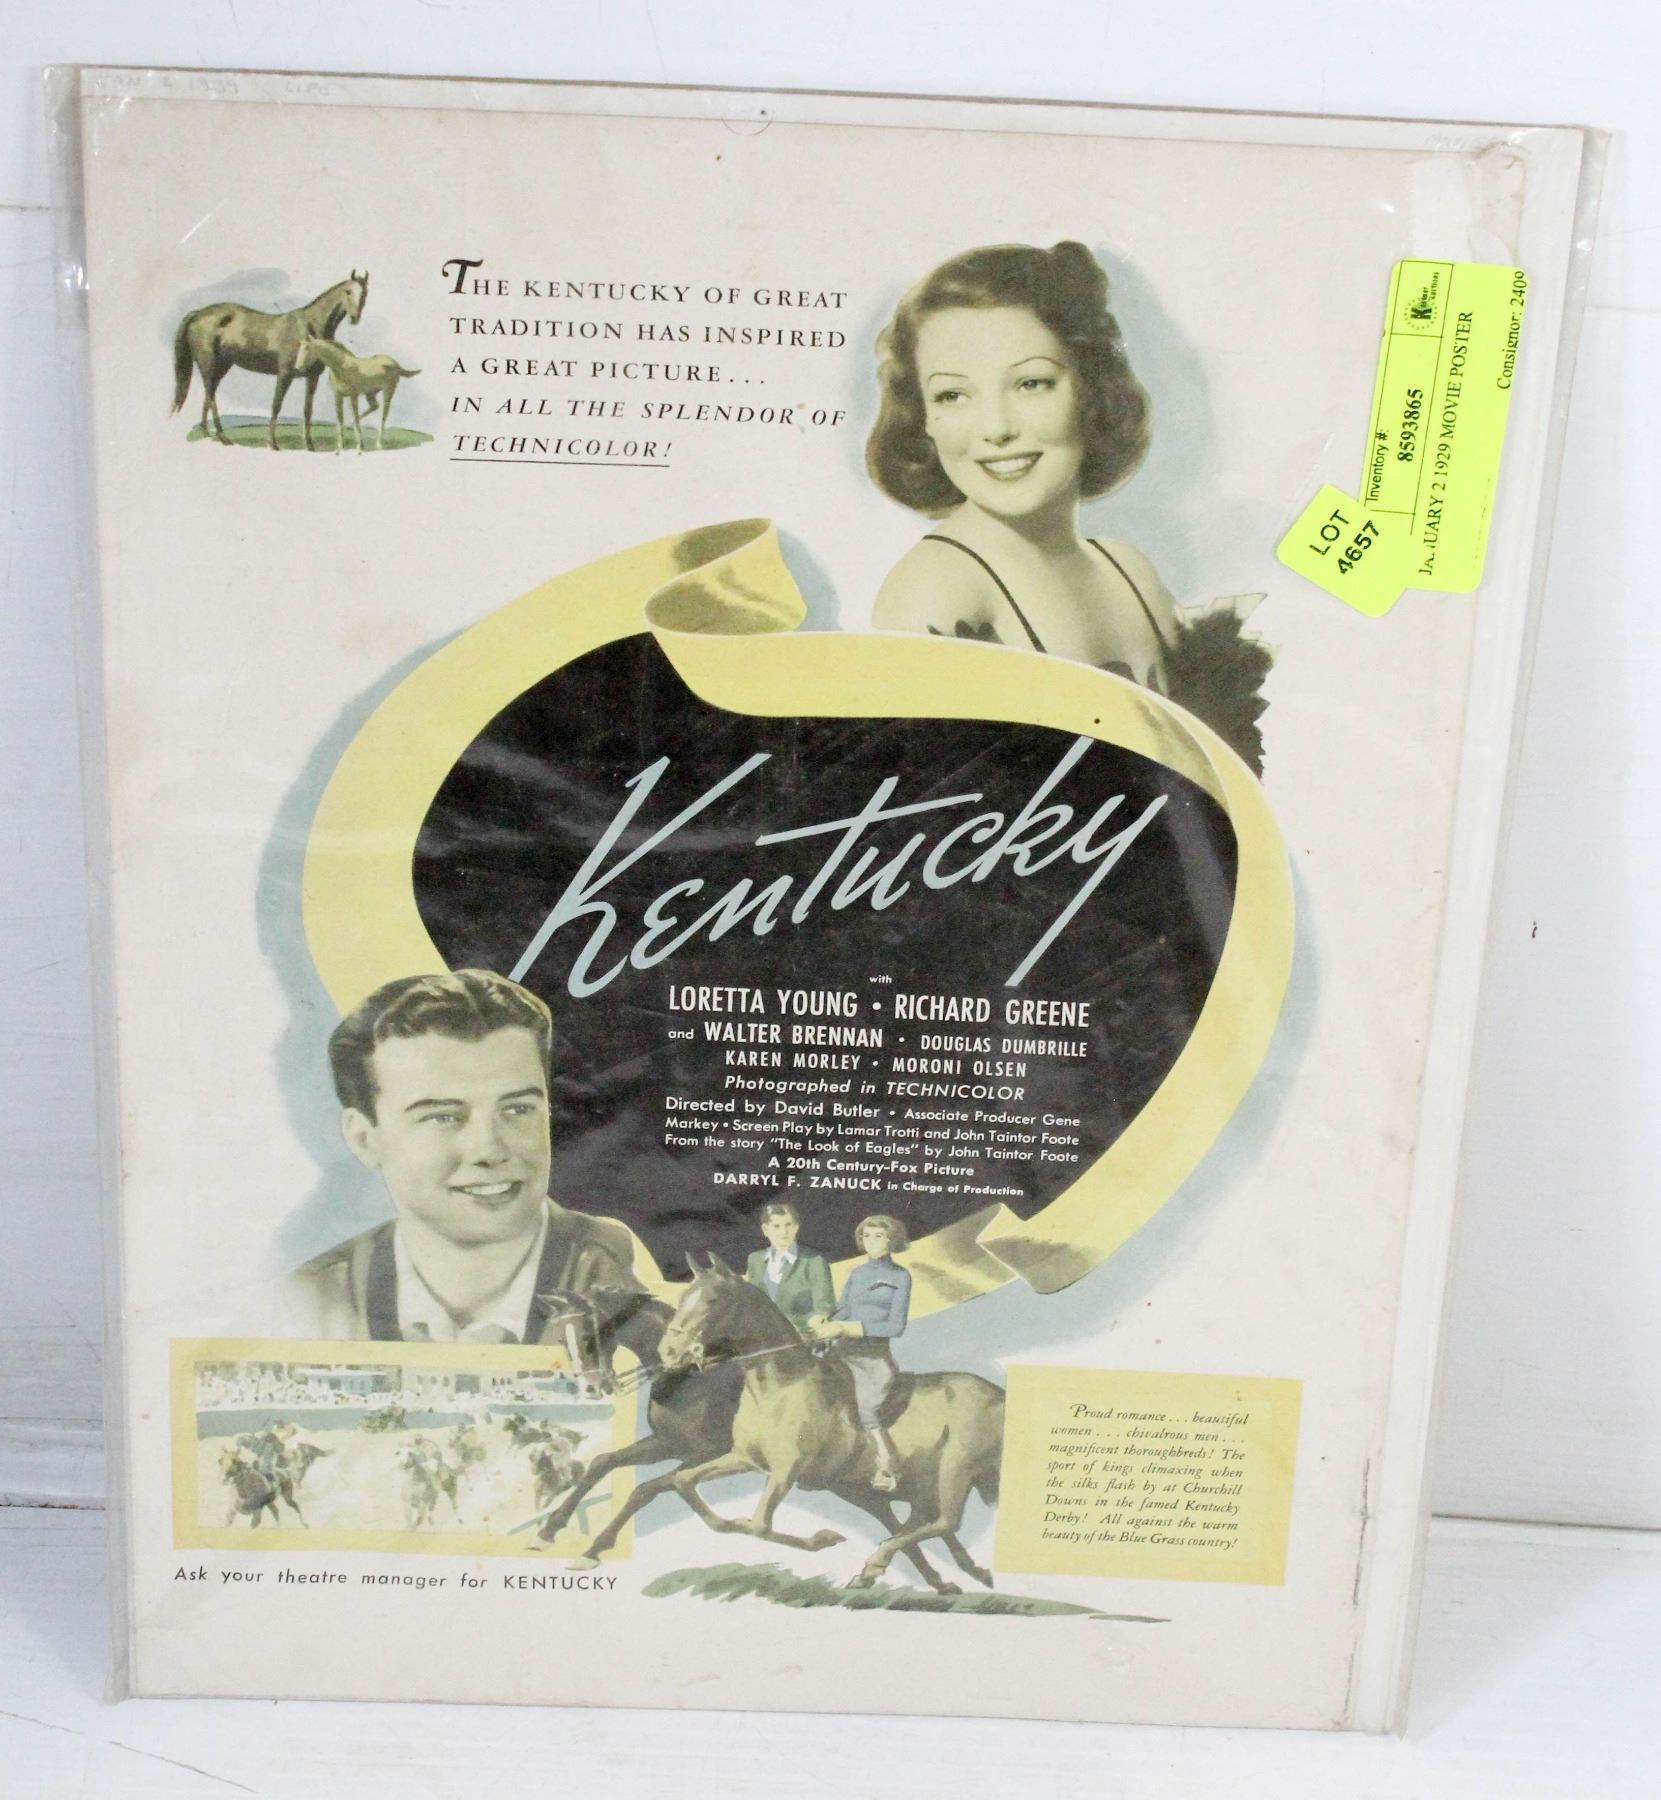 THE KENTUCKY OF GREAT
TRADITION HAS INSPIRED
A GREAT PICTURE...
IN ALL THE SPLENDOR OF
TECHNICOLOR!
Kentucky
with
LORETTA YOUNG • RICHARD GREENE
and WALTER BRENNAN • DOUGLAS DUMBRILLE
KAREN MORLEY • MORONI OLSEN
Photographed in TECHNICOLOR
Directed by David Butler • Associate Producer Gene
Markey • Screen Play by Lamar Trotti and John Taintor Foote
From the story "The Look of Eagles" by John Taintor Foote
A 20th Century-Fox Picture
DARRYL F. ZANUCK in Charge of Production
Proud romance... beautiful
women... chivalrous men...
magnificent thoroughbreds! The
sport of kings climaxing when
the silks flash by at Churchill
Downs in the famed Kentucky
Derby! All against the warm
beauty of the Blue Grass country!
Ask your theatre manager for KENTUCKY
LOT
4657
Inventory #:
8593865
JANUARY 2 1929 MOVIE POSTER
Consignor: 2409